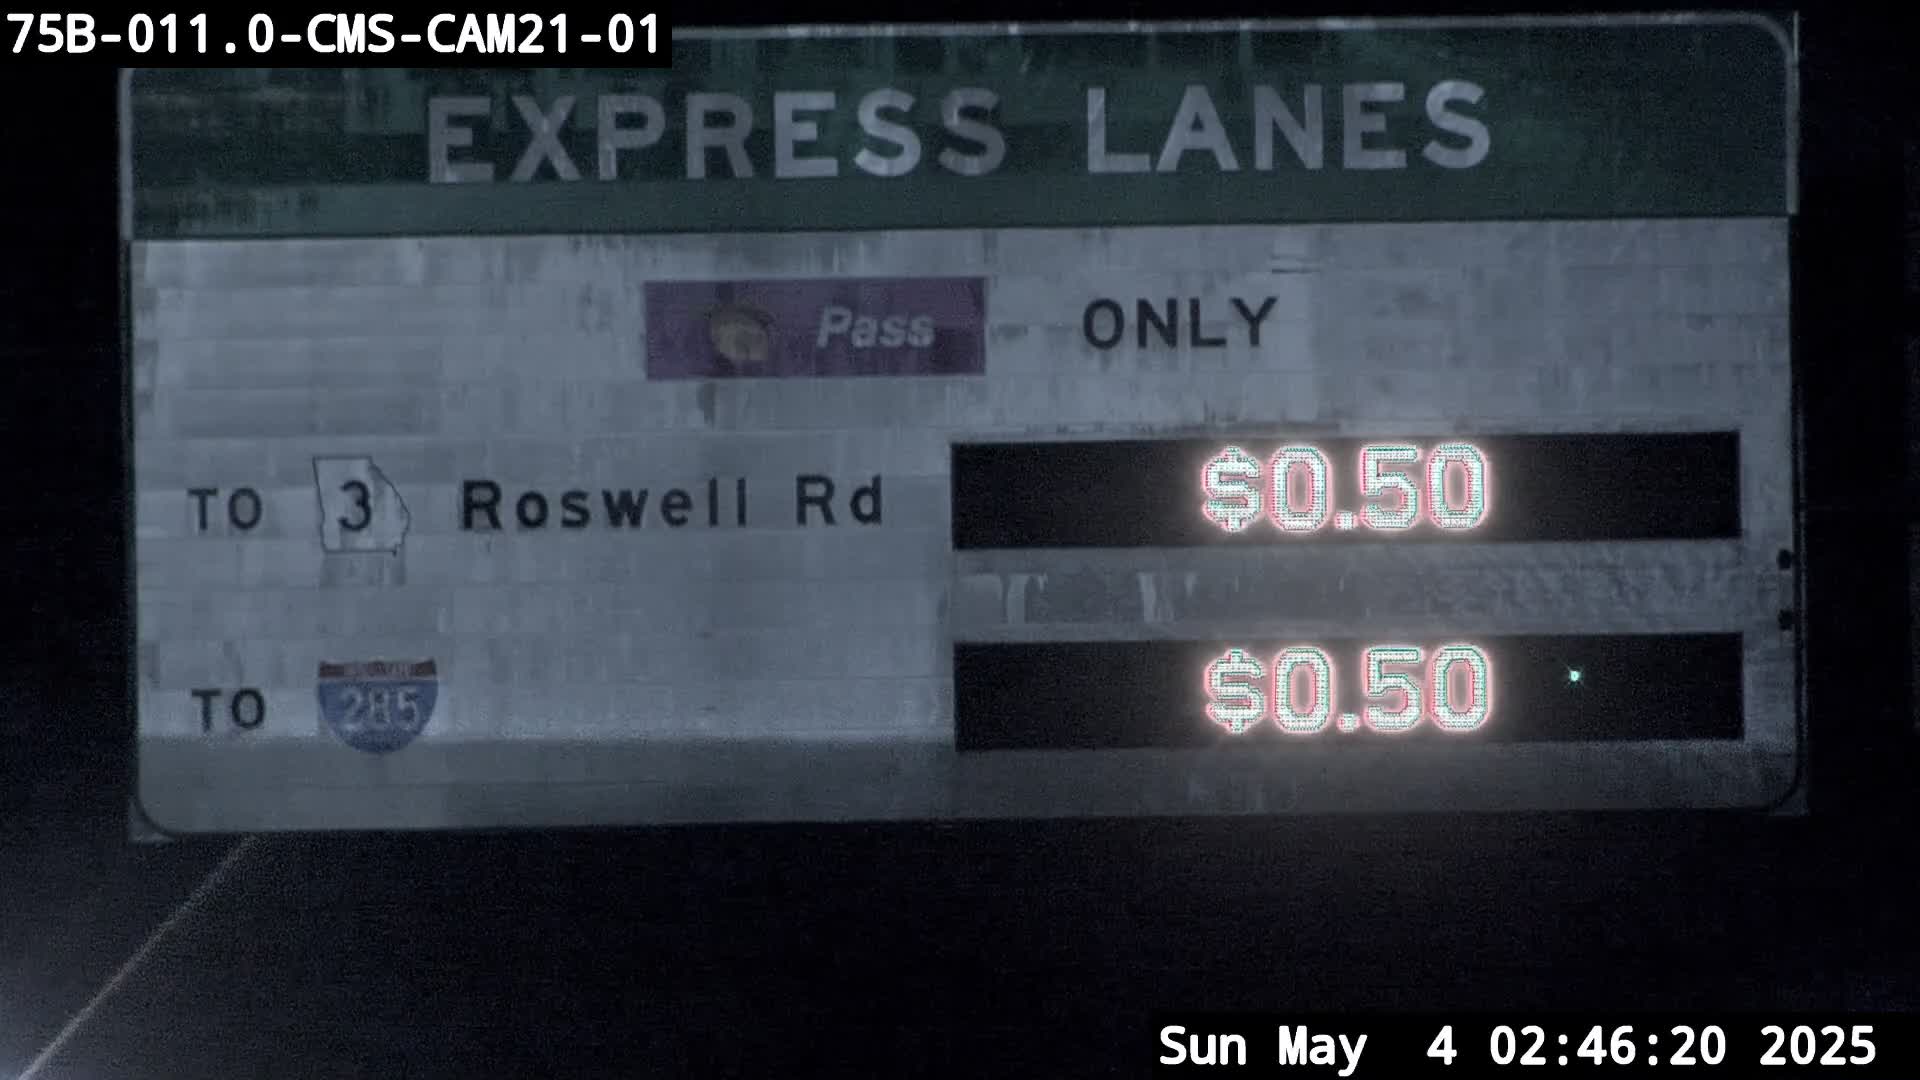 75B-011.0-CMS-CAM21-01
EXPRESS LANES
Pass ONLY
TO 3 Roswell Rd $0.50
TO 285 $0.50
Sun May 4 02:46:20 2025